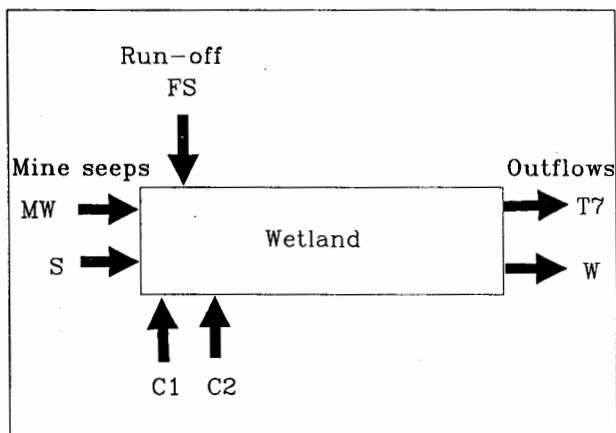 Run-off
FS
Mine seeps
Outflows
MW
T7
Wetland
S
W
C1 C2